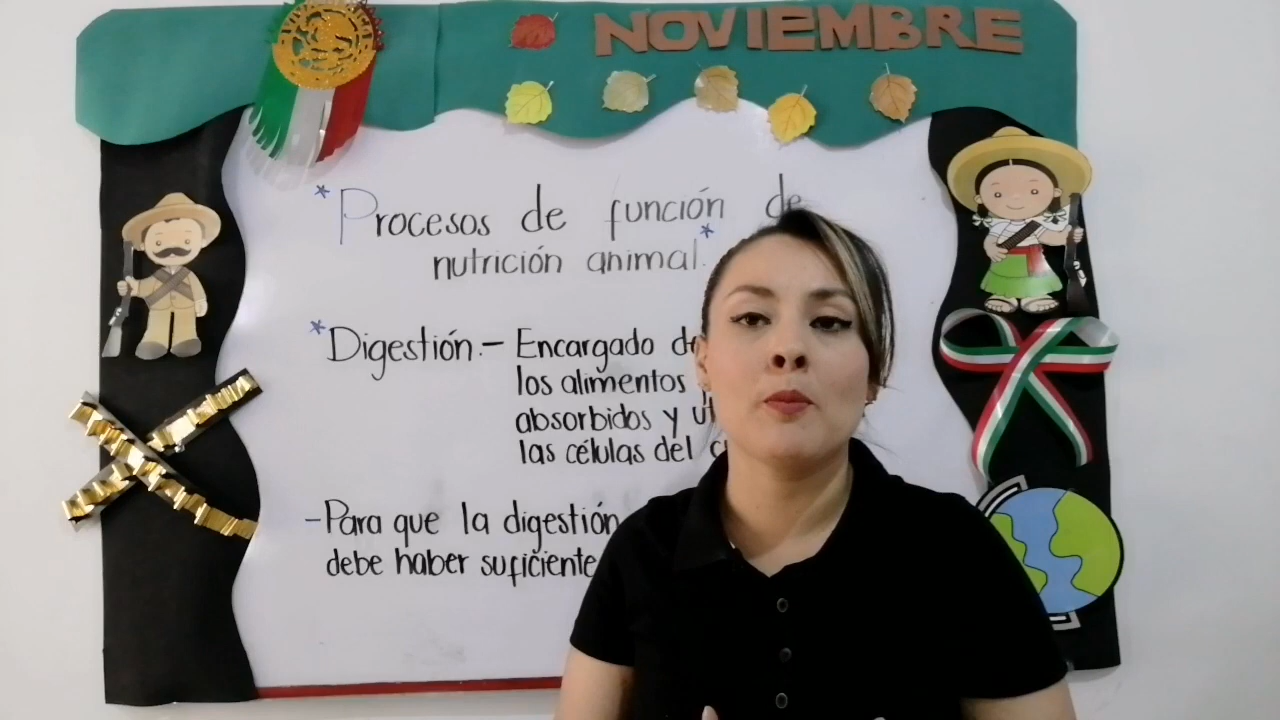 NOVIEMBRE
* Procesos de función de
nutrición animal.*
* Digestión.- Encargado
los alimentos
absorbidos y
las células del
-Para que la digestión
debe haber suficiente